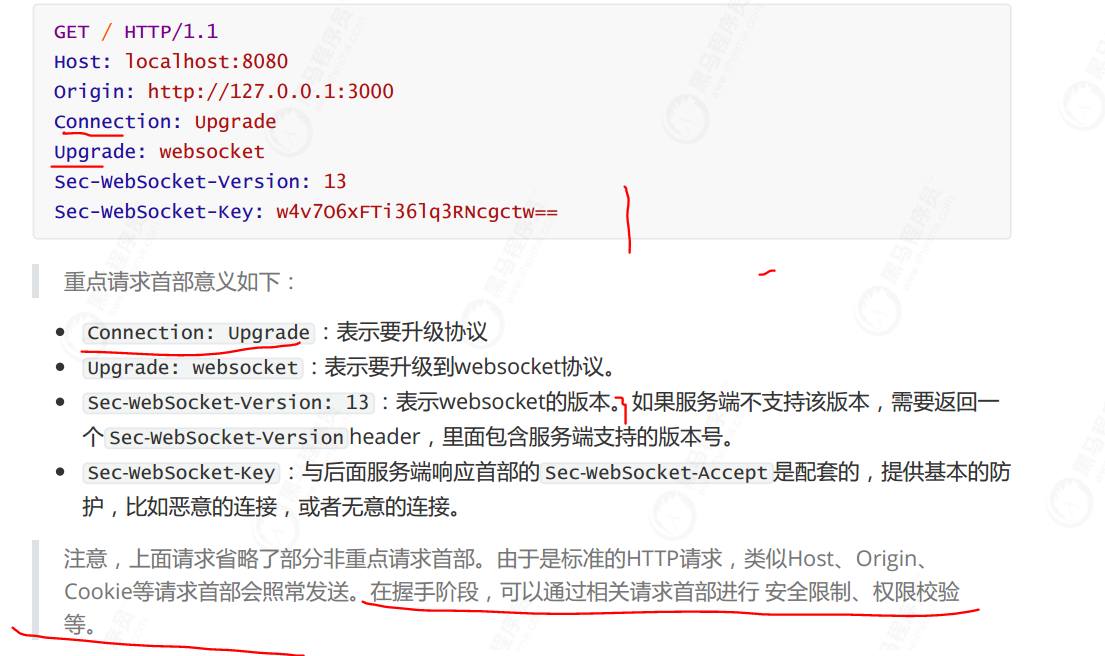 GET / HTTP/1.1
Host: localhost:8080
Origin: http://127.0.0.1:3000
Connection: Upgrade
Upgrade: websocket
Sec-WebSocket-Version: 13
Sec-WebSocket-Key: w4v7O6xFTi36lq3RNcgctw==
重点请求首部意义如下：
Connection: Upgrade：表示要升级协议
Upgrade: websocket：表示要升级到websocket协议。
Sec-WebSocket-Version: 13：表示websocket的版本。如果服务端不支持该版本，需要返回一
个Sec-WebSocket-Versionheader，里面包含服务端支持的版本号。
Sec-WebSocket-Key：与后面服务端响应首部的Sec-WebSocket-Accept是配套的，提供基本的防
护，比如恶意的连接，或者无意的连接。
注意，上面请求省略了部分非重点请求首部。由于是标准的HTTP请求，类似Host、Origin、
Cookie等请求首部会照常发送。在握手阶段，可以通过相关请求首部进行 安全限制、权限校验
等。